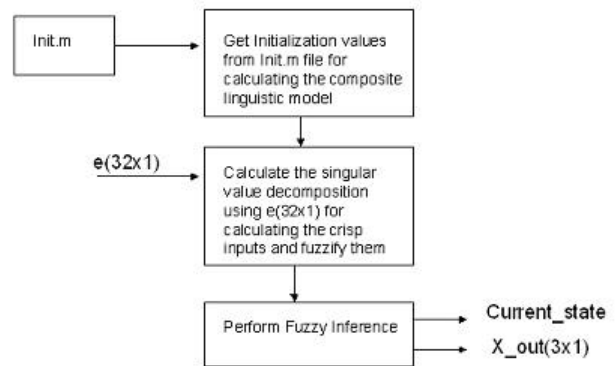 Init.m
Get Initialization values
from Init.m file for
calculating the composite
linguistic model
e(32x1)
Calculate the singular
value decomposition
using e(32x1) for
calculating the crisp
inputs and fuzzify them
Perform Fuzzy Inference
Current_state
X_out(3x1)